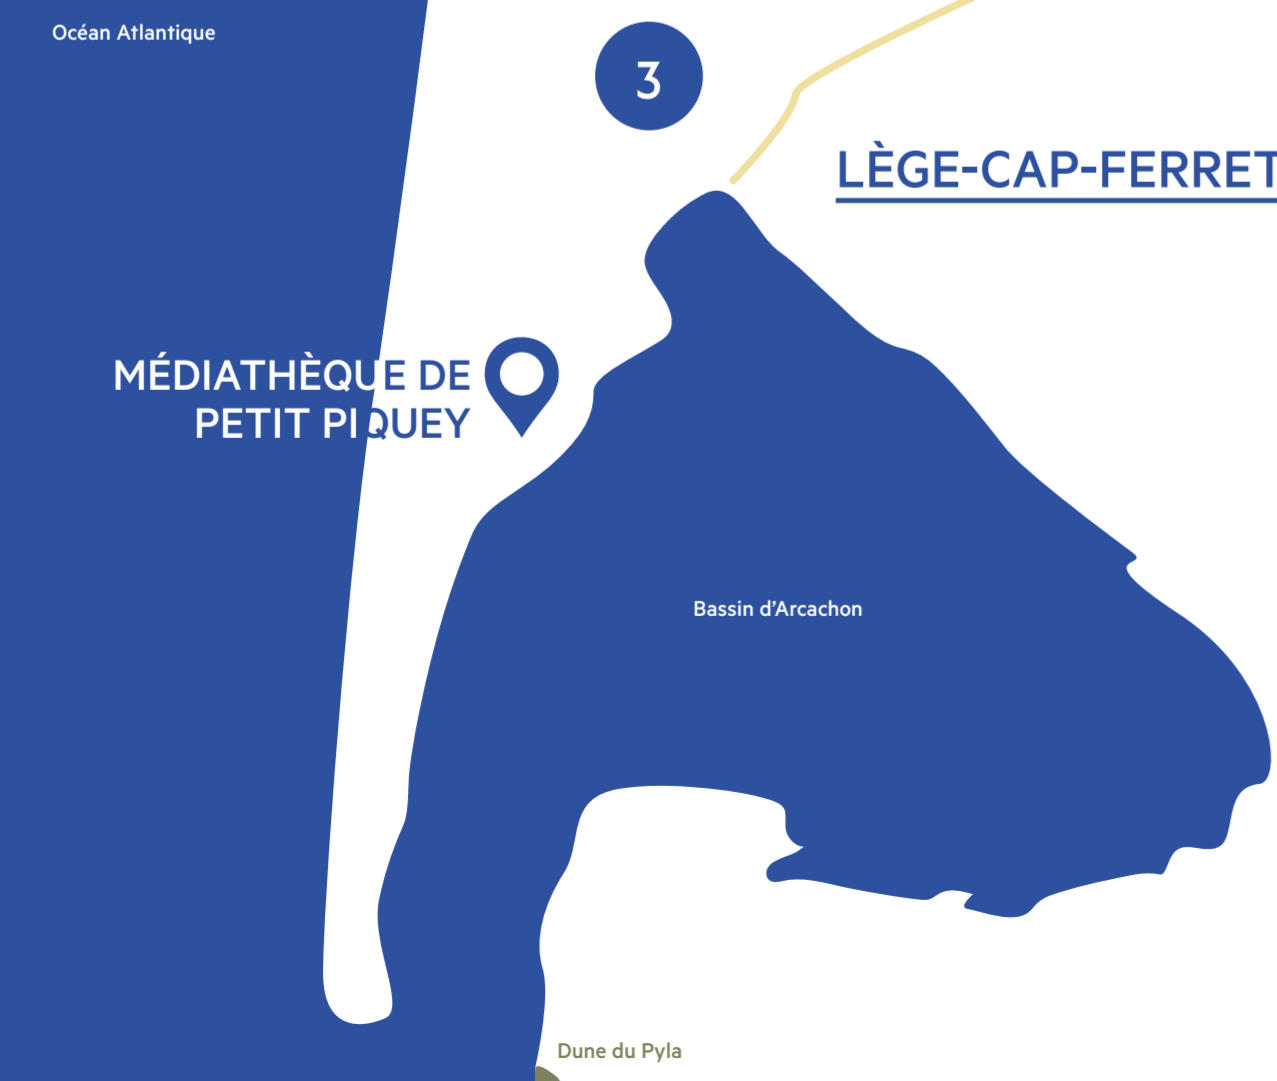 Océan Atlantique
3
LÈGE-CAP-FERRET
MÉDIATHÈQUE DE
PETIT PIQUEY
Bassin d'Arcachon
Dune du Pyla